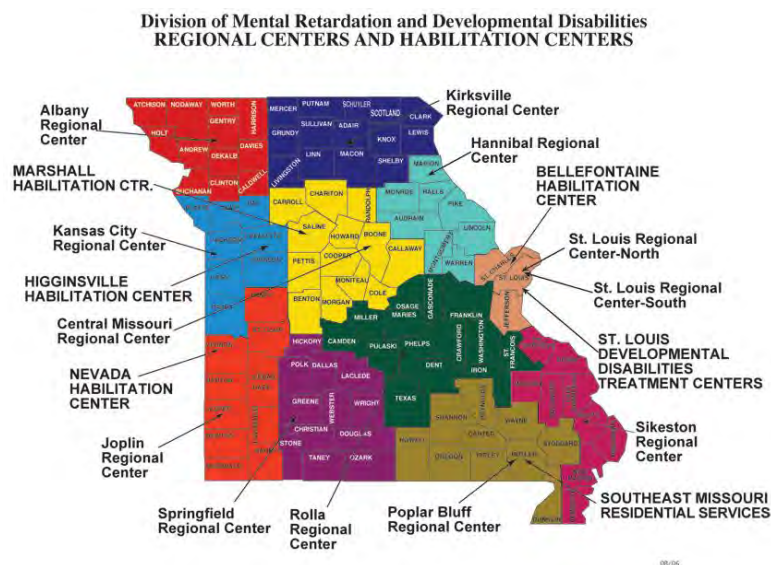 Division of Mental Retardation and Developmental Disabilities
REGIONAL CENTERS AND HABILITATION CENTERS
Albany
Regional
Center
MARSHALL
HABILITATION CTR.
Kansas City
Regional Center
HIGGINSVILLE
HABILITATION CENTER
Central Missouri
Regional Center
NEVADA
HABILITATION
CENTER
Joplin
Regional
Center
Springfield
Regional Center
Rolla
Regional
Center
Poplar Bluff
Regional Center
Kirksville
Regional Center
Hannibal Regional
Center
BELLEFONTAINE
HABILITATION
CENTER
St. Louis Regional
Center-North
St. Louis Regional
Center-South
ST. LOUIS
DEVELOPMENTAL
DISABILITIES
TREATMENT CENTERS
Sikeston
Regional
Center
SOUTHEAST MISSOURI
RESIDENTIAL SERVICES
ATCHISON
NODAWAY
WORTH
GENTRY
HARRISON
HOLT
ANDREW
DEKALB
DAVIES
CLINTON
CALDWELL
BUCHANAN
MERCER
PUTNAM
SCHUYLER
SCOTLAND
CLARK
GRUNDY
SULLIVAN
ADAIR
KNOX
LEWIS
LIVINGSTON
LINN
MACON
SHELBY
MARION
MONROE
RALLS
PIKE
AUDRAIN
LINCOLN
MONTGOMERY
WARREN
CARROLL
CHARITON
RANDOLPH
SALINE
HOWARD
BOONE
CALLAWAY
PETTIS
COOPER
MONITEAU
COLE
BENTON
MORGAN
ST. CHARLES
ST. LOUIS
JEFFERSON
MILLER
OSAGE
MARIES
GASCONADE
FRANKLIN
CAMDEN
PULASKI
PHELPS
CRAWFORD
WASHINGTON
ST.
FRANCOIS
DENT
IRON
TEXAS
HICKORY
POLK
DALLAS
LACLEDE
GREENE
WEBSTER
WRIGHT
CHRISTIAN
DOUGLAS
STONE
TANEY
OZARK
SHANNON
REYNOLDS
WAYNE
CARTER
STODDARD
HOWELL
OREGON
RIPLEY
BUTLER
DUNKLIN